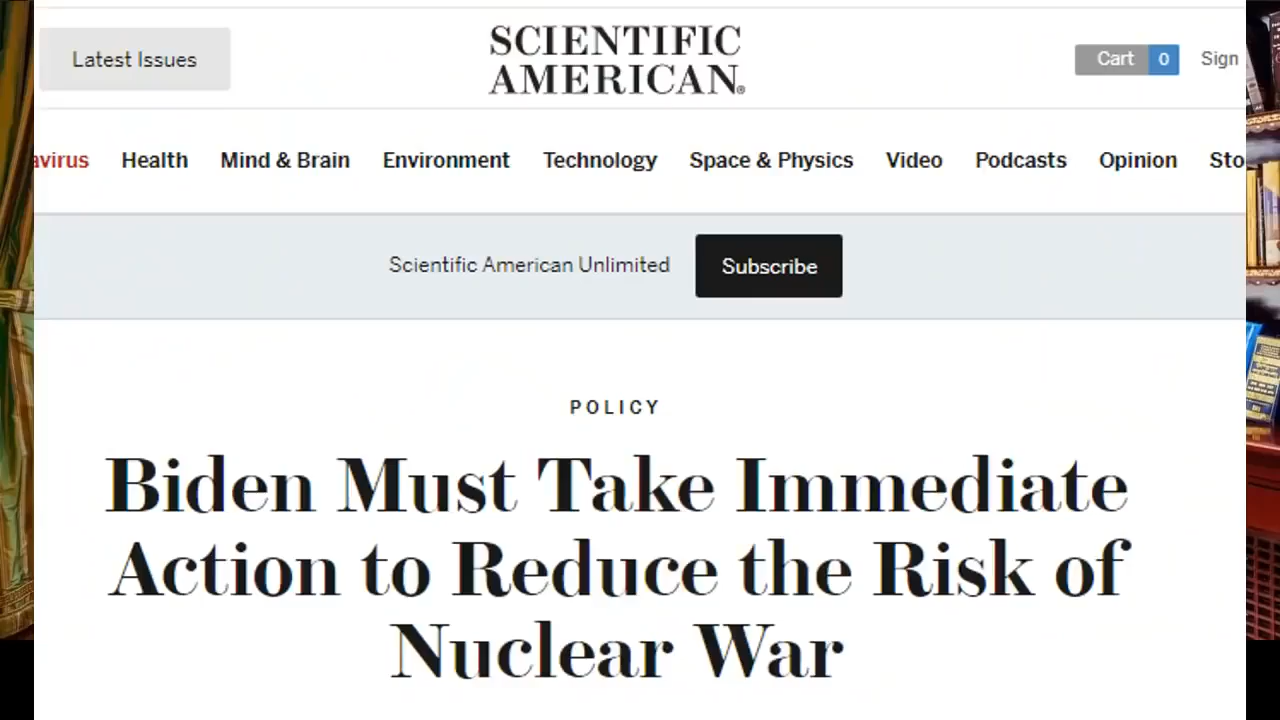 Latest Issues
SCIENTIFIC
AMERICAN®
Cart 0 Sign
avirus Health Mind & Brain Environment Technology Space & Physics Video Podcasts Opinion Sto
Scientific American Unlimited Subscribe
POLICY
Biden Must Take Immediate
Action to Reduce the Risk of
Nuclear War